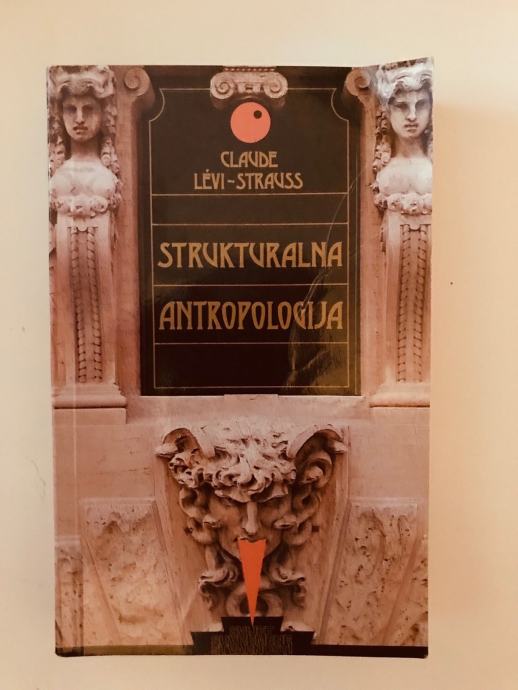 CLAUDE
LÉVI-STRAUSS
STRUKTURALNA
ANTROPOLOGIJA